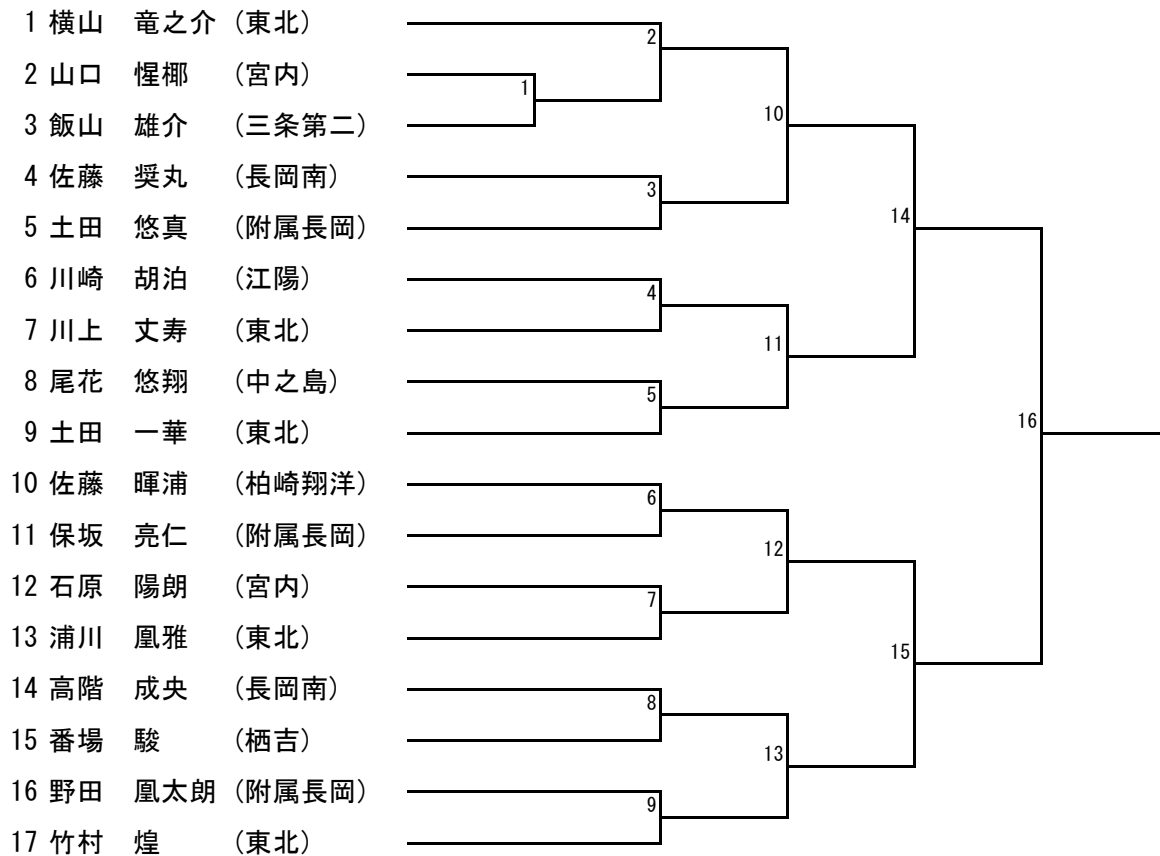 1 横山 竜之介 (東北)
2
2 山口 惺椰 (宮内)
1
3 飯山 雄介 (三条第二)
10
4 佐藤 奨丸 (長岡南)
3
5 土田 悠真 (附属長岡)
14
6 川崎 胡泊 (江陽)
4
7 川上 丈寿 (東北)
11
8 尾花 悠翔 (中之島)
5
9 土田 一華 (東北)
16
10 佐藤 暉浦 (柏崎翔洋)
6
11 保坂 亮仁 (附属長岡)
12
12 石原 陽朗 (宮内)
7
13 浦川 凰雅 (東北)
15
14 高階 成央 (長岡南)
8
15 番場 駿 (栖吉)
13
16 野田 凰太朗 (附属長岡)
9
17 竹村 煌 (東北)